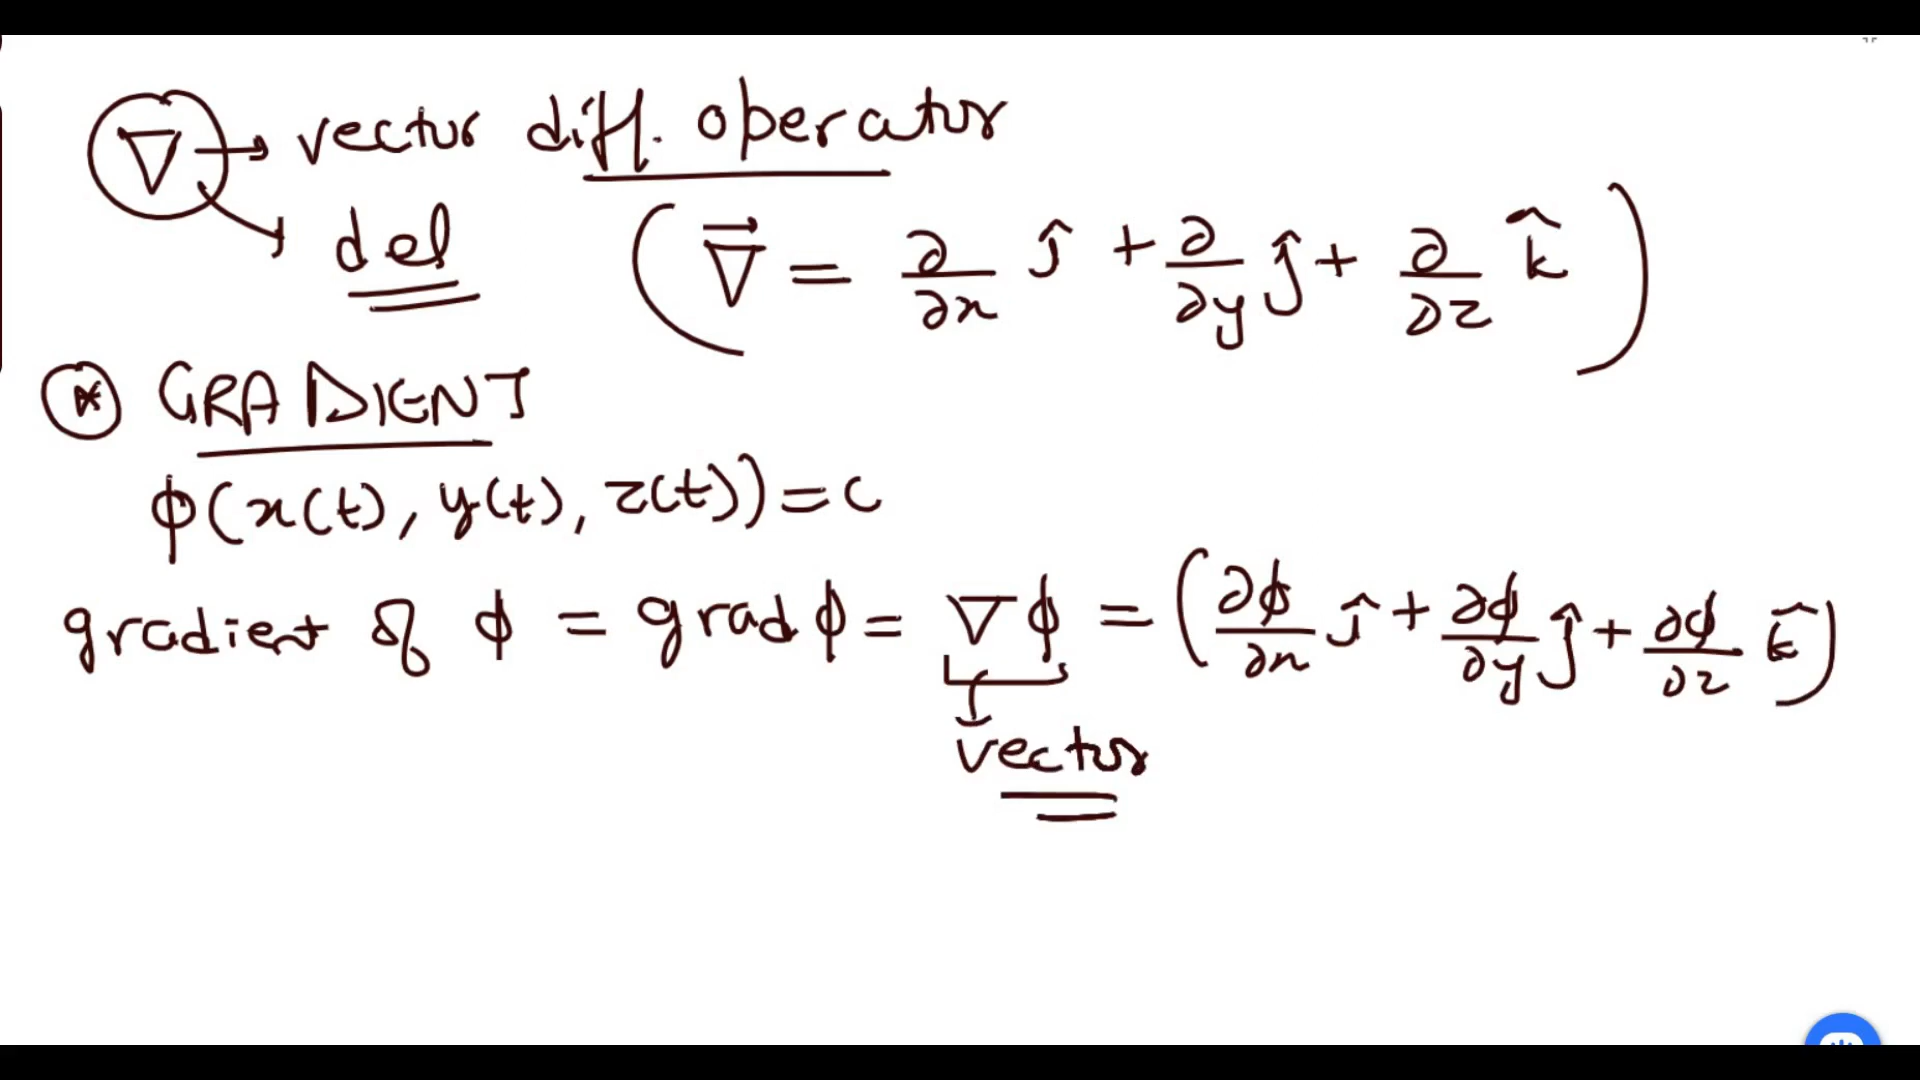 ∇ → vector diff. operator
del (∇⃗ = ∂/∂x î + ∂/∂y ĵ + ∂/∂z k̂)
* GRADIENT
ϕ(x(t), y(t), z(t)) = c
gradient of ϕ = grad ϕ = ∇ϕ = (∂ϕ/∂x î + ∂ϕ/∂y ĵ + ∂ϕ/∂z k̂)
vector